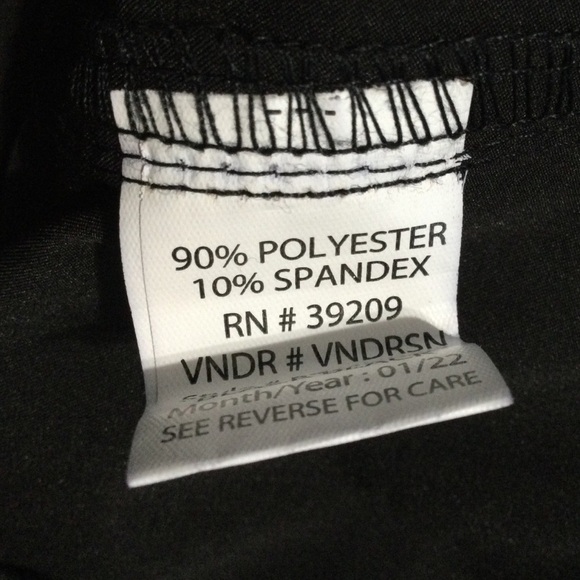 90% POLYESTER
10% SPANDEX
RN # 39209
VNDR # VNDRSN
Month/Year : 01/22
SEE REVERSE FOR CARE